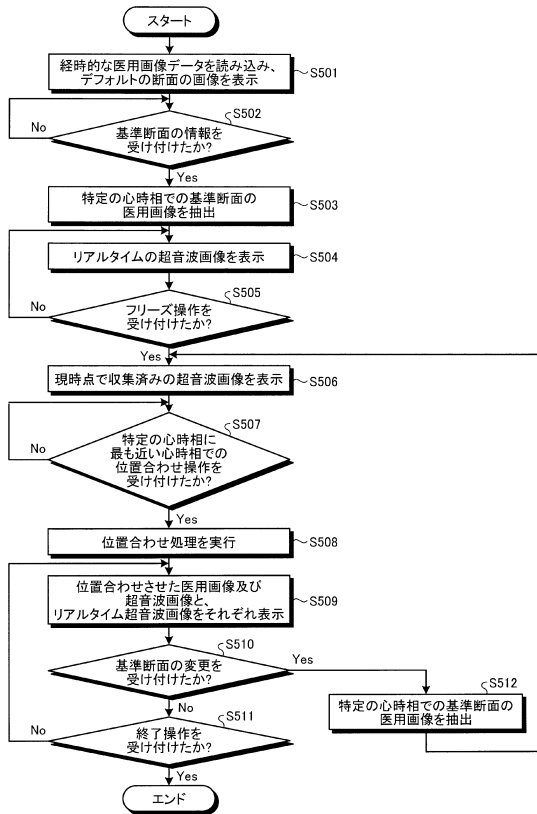 スタート
経時的な医用画像データを読み込み、
デフォルトの断面の画像を表示
S501
S502
No
基準断面の情報を
受け付けたか?
Yes
特定の心時相での基準断面の
医用画像を抽出
S503
リアルタイムの超音波画像を表示
S504
S505
No
フリーズ操作を
受け付けたか?
Yes
現時点で収集済みの超音波画像を表示
S506
S507
No
特定の心時相に
最も近い心時相での
位置合わせ操作を
受け付けたか?
Yes
位置合わせ処理を実行
S508
位置合わせさせた医用画像及び
超音波画像と、
リアルタイム超音波画像をそれぞれ表示
S509
S510
基準断面の変更を
受け付けたか?
Yes
S512
特定の心時相での基準断面の
医用画像を抽出
No
S511
No
終了操作を
受け付けたか?
Yes
エンド